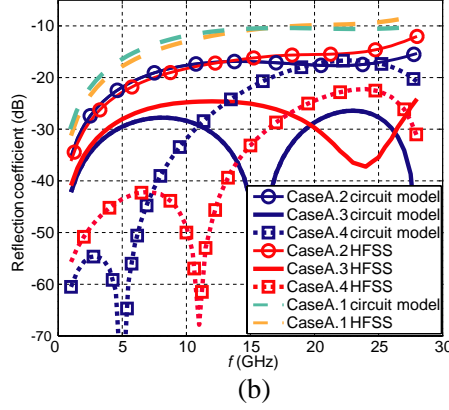 Reflection coefficient (dB)
-10
-20
-30
-40
-50
-60
-70
0
5
10
15
20
25
30
f (GHz)
CaseA.2 circuit model
CaseA.3 circuit model
CaseA.4 circuit model
CaseA.2 HFSS
CaseA.3 HFSS
CaseA.4 HFSS
CaseA.1 circuit model
CaseA.1 HFSS
(b)